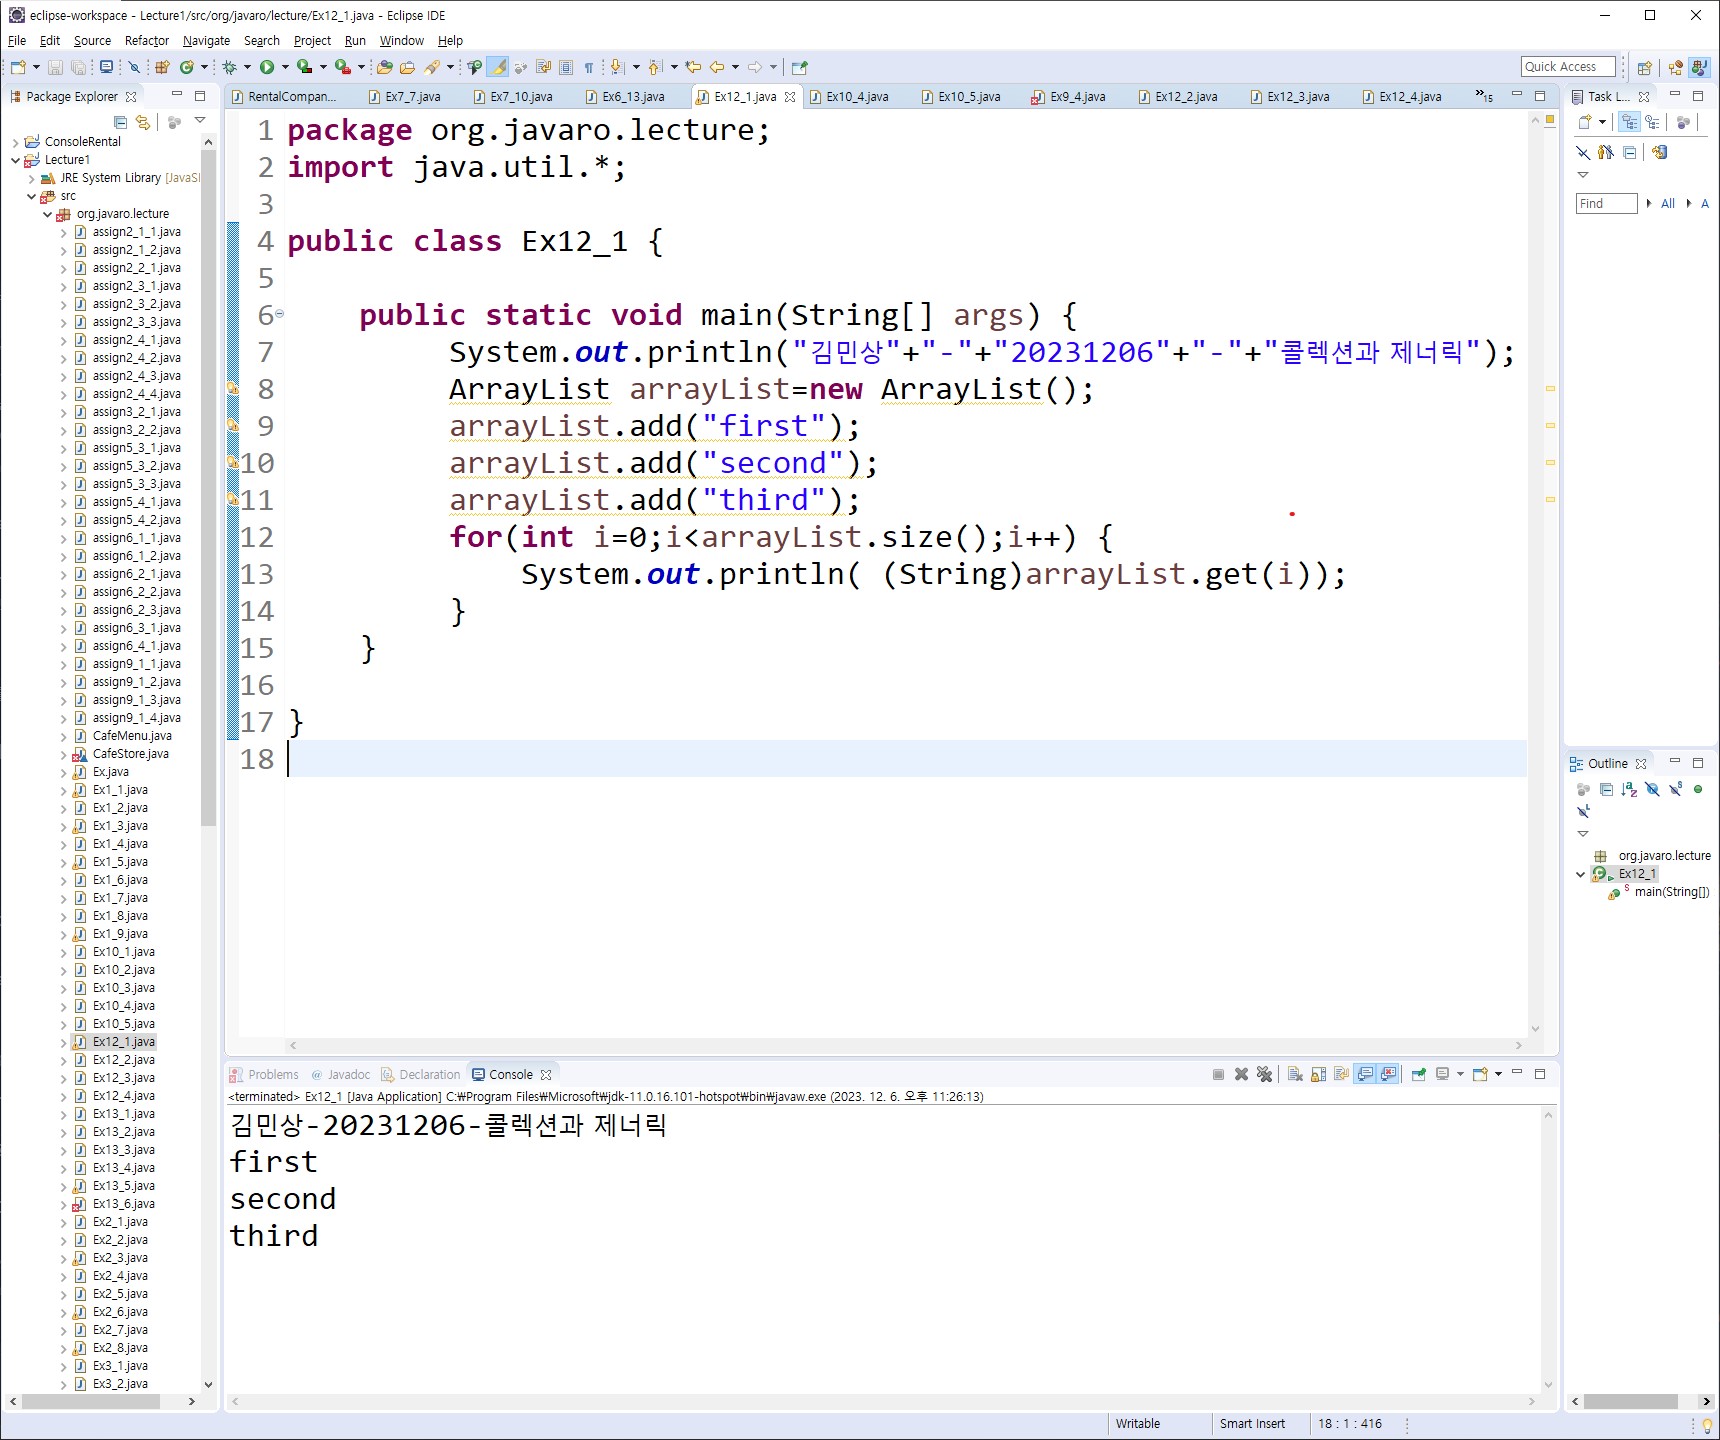 eclipse-workspace - Lecture1/src/org/javaro/lecture/Ex12_1.java - Eclipse IDE
File Edit Source Refactor Navigate Search Project Run Window Help
Quick Access
Package Explorer
ConsoleRental
Lecture1
JRE System Library [JavaSI
src
org.javaro.lecture
assign2_1_1.java
assign2_1_2.java
assign2_2_1.java
assign2_3_1.java
assign2_3_2.java
assign2_3_3.java
assign2_4_1.java
assign2_4_2.java
assign2_4_3.java
assign2_4_4.java
assign3_2_1.java
assign3_2_2.java
assign5_3_1.java
assign5_3_2.java
assign5_3_3.java
assign5_4_1.java
assign5_4_2.java
assign6_1_1.java
assign6_1_2.java
assign6_2_1.java
assign6_2_2.java
assign6_2_3.java
assign6_3_1.java
assign6_4_1.java
assign9_1_1.java
assign9_1_2.java
assign9_1_3.java
assign9_1_4.java
CafeMenu.java
CafeStore.java
Ex.java
Ex1_1.java
Ex1_2.java
Ex1_3.java
Ex1_4.java
Ex1_5.java
Ex1_6.java
Ex1_7.java
Ex1_8.java
Ex1_9.java
Ex10_1.java
Ex10_2.java
Ex10_3.java
Ex10_4.java
Ex10_5.java
Ex12_1.java
Ex12_2.java
Ex12_3.java
Ex12_4.java
Ex13_1.java
Ex13_2.java
Ex13_3.java
Ex13_4.java
Ex13_5.java
Ex13_6.java
Ex2_1.java
Ex2_2.java
Ex2_3.java
Ex2_4.java
Ex2_5.java
Ex2_6.java
Ex2_7.java
Ex2_8.java
Ex3_1.java
Ex3_2.java
RentalCompan... Ex7_7.java Ex7_10.java Ex6_13.java Ex12_1.java Ex10_4.java Ex10_5.java Ex9_4.java Ex12_2.java Ex12_3.java Ex12_4.java »15
1 package org.javaro.lecture;
2 import java.util.*;
3
4 public class Ex12_1 {
5
6 public static void main(String[] args) {
7 System.out.println("김민상"+"-"+"20231206"+"-"+"콜렉션과 제너릭");
8 ArrayList arrayList=new ArrayList();
9 arrayList.add("first");
10 arrayList.add("second");
11 arrayList.add("third");
12 for(int i=0;i<arrayList.size();i++) {
13 System.out.println( (String)arrayList.get(i));
14 }
15 }
16
17 }
18
Problems @ Javadoc Declaration Console
<terminated> Ex12_1 [Java Application] C:₩Program Files₩Microsoft₩jdk-11.0.16.101-hotspot₩bin₩javaw.exe (2023. 12. 6. 오후 11:26:13)
김민상-20231206-콜렉션과 제너릭
first
second
third
Task L...
Find All A
Outline
org.javaro.lecture
Ex12_1
main(String[])
Writable Smart Insert 18 : 1 : 416